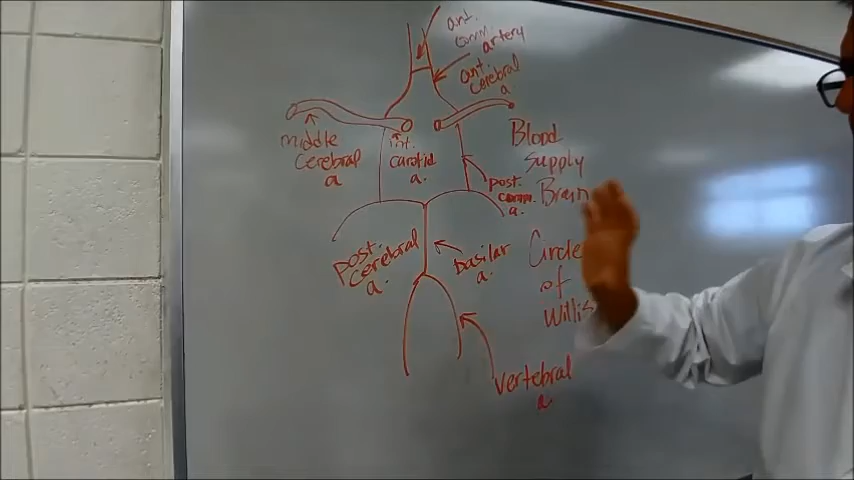 ant.
comm.
artery
ant.
cerebral
a
middle
cerebral
a
int.
carotid
a.
Blood
supply
Brain
post.
comm.
a.
post.
cerebral
a.
basilar
a.
Circle
of
Willis
vertebral
a.